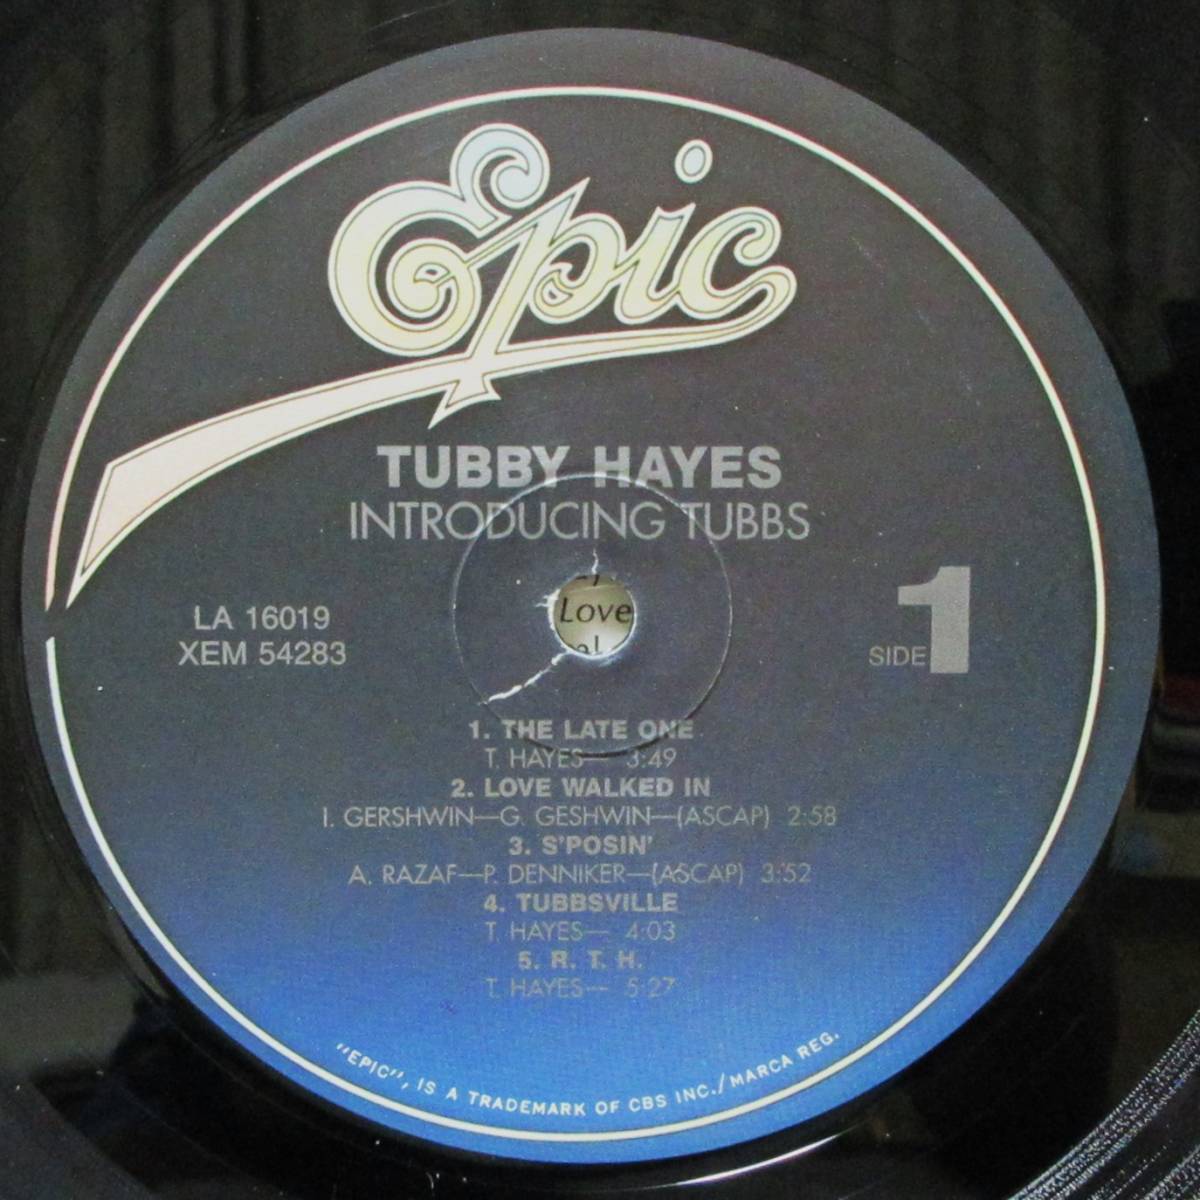 Epic
TUBBY HAYES
INTRODUCING TUBBS
LA 16019
XEM 54283
Love
SIDE 1
1. THE LATE ONE
T. HAYES— 3:49
2. LOVE WALKED IN
I. GERSHWIN—G. GESHWIN—(ASCAP) 2:58
3. S'POSIN'
A. RAZAF—P. DENNIKER—(ASCAP) 3:52
4. TUBBSVILLE
T. HAYES— 4:03
5. R. T. H.
T. HAYES— 5:27
"EPIC", IS A TRADEMARK OF CBS INC./MARCA REG.